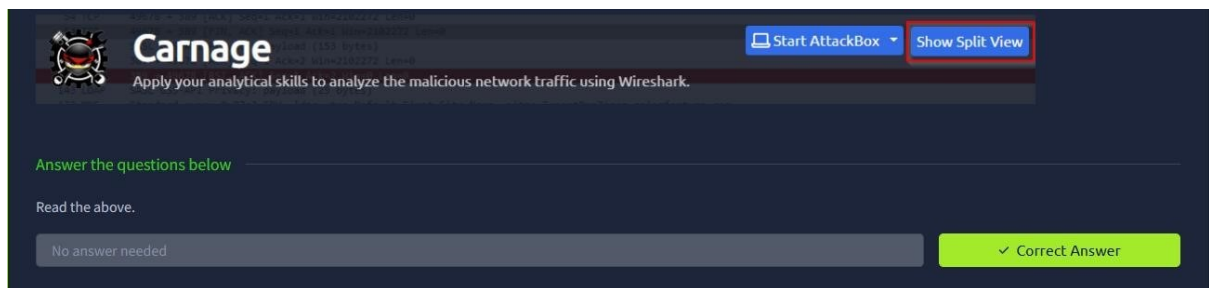 Carnage
Start AttackBox
Show Split View
Apply your analytical skills to analyze the malicious network traffic using Wireshark.
Answer the questions below
Read the above.
No answer needed
✓ Correct Answer